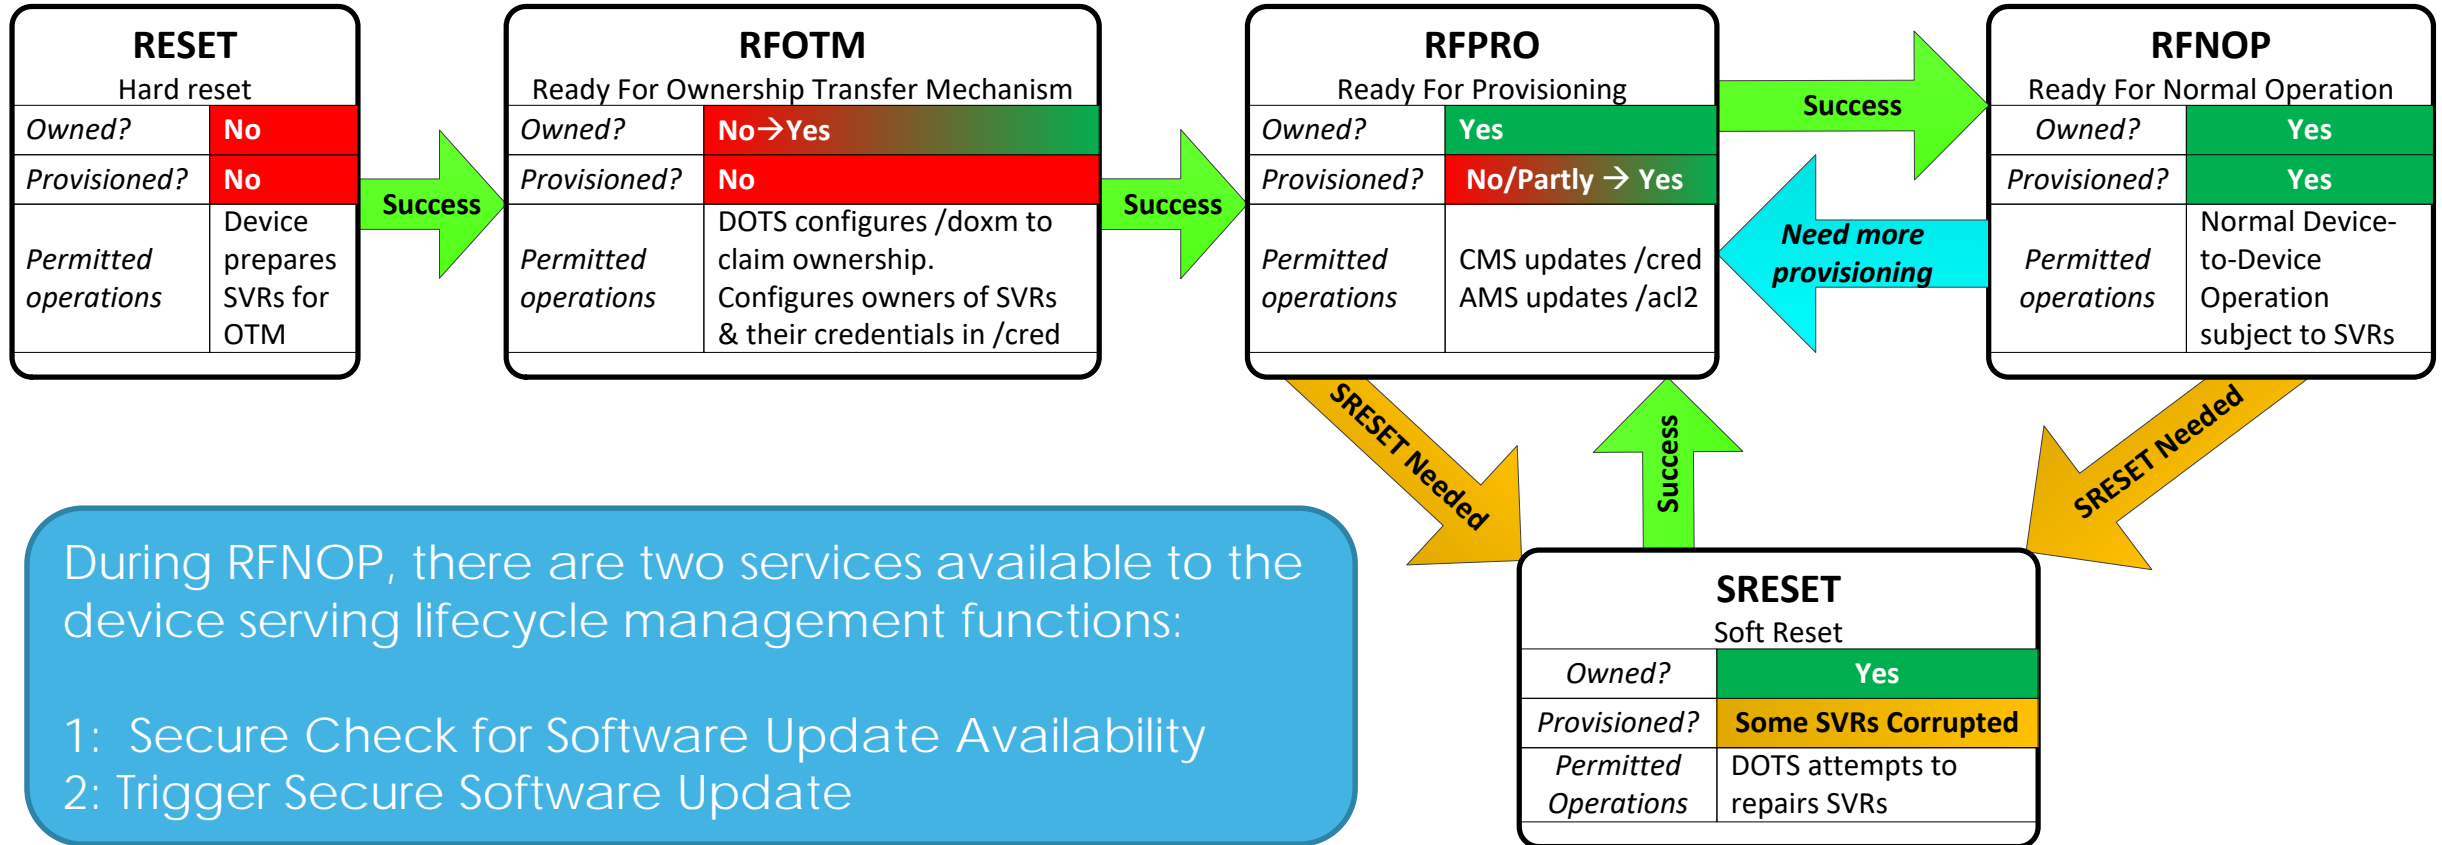 RESET
Hard reset
Owned?
No
Provisioned?
No
Permitted
operations
Device
prepares
SVRs for
OTM
Success
RFOTM
Ready For Ownership Transfer Mechanism
Owned?
No→Yes
Provisioned?
No
Permitted
operations
DOTS configures /doxm to
claim ownership.
Configures owners of SVRs
& their credentials in /cred
Success
RFPRO
Ready For Provisioning
Owned?
Yes
Provisioned?
No/Partly → Yes
Permitted
operations
CMS updates /cred
AMS updates /acl2
Success
Need more
provisioning
RFNOP
Ready For Normal Operation
Owned?
Yes
Provisioned?
Yes
Permitted
operations
Normal Device-
to-Device
Operation
subject to SVRs
SRESET Needed
Success
SRESET Needed
During RFNOP, there are two services available to the
device serving lifecycle management functions:
1: Secure Check for Software Update Availability
2: Trigger Secure Software Update
SRESET
Soft Reset
Owned?
Yes
Provisioned?
Some SVRs Corrupted
Permitted
Operations
DOTS attempts to
repairs SVRs